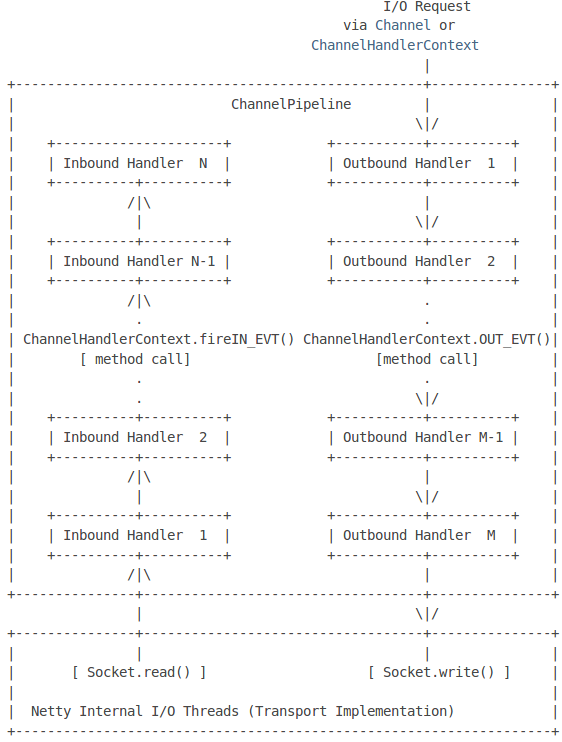 I/O Request
                                          via Channel or
                                      ChannelHandlerContext
                                                    |
+---------------------------------------------------+---------------+
|                           ChannelPipeline         |               |
|                                                  \|/              |
|    +---------------------+            +-----------+----------+    |
|    | Inbound Handler  N  |            | Outbound Handler  1  |    |
|    +----------+----------+            +-----------+----------+    |
|              /|\                                  |               |
|               |                                  \|/              |
|    +----------+----------+            +-----------+----------+    |
|    | Inbound Handler N-1 |            | Outbound Handler  2  |    |
|    +----------+----------+            +-----------+----------+    |
|              /|\                                  .               |
|               .                                   .               |
| ChannelHandlerContext.fireIN_EVT() ChannelHandlerContext.OUT_EVT()|
|        [ method call]                       [method call]         |
|               .                                   .               |
|               .                                  \|/              |
|    +----------+----------+            +-----------+----------+    |
|    | Inbound Handler  2  |            | Outbound Handler M-1 |    |
|    +----------+----------+            +-----------+----------+    |
|              /|\                                  |               |
|               |                                  \|/              |
|    +----------+----------+            +-----------+----------+    |
|    | Inbound Handler  1  |            | Outbound Handler  M  |    |
|    +----------+----------+            +-----------+----------+    |
|              /|\                                  |               |
+---------------+-----------------------------------+---------------+
                |                                  \|/
+---------------+-----------------------------------+---------------+
|               |                                   |               |
|       [ Socket.read() ]                    [ Socket.write() ]     |
|                                                                   |
|  Netty Internal I/O Threads (Transport Implementation)            |
+-------------------------------------------------------------------+